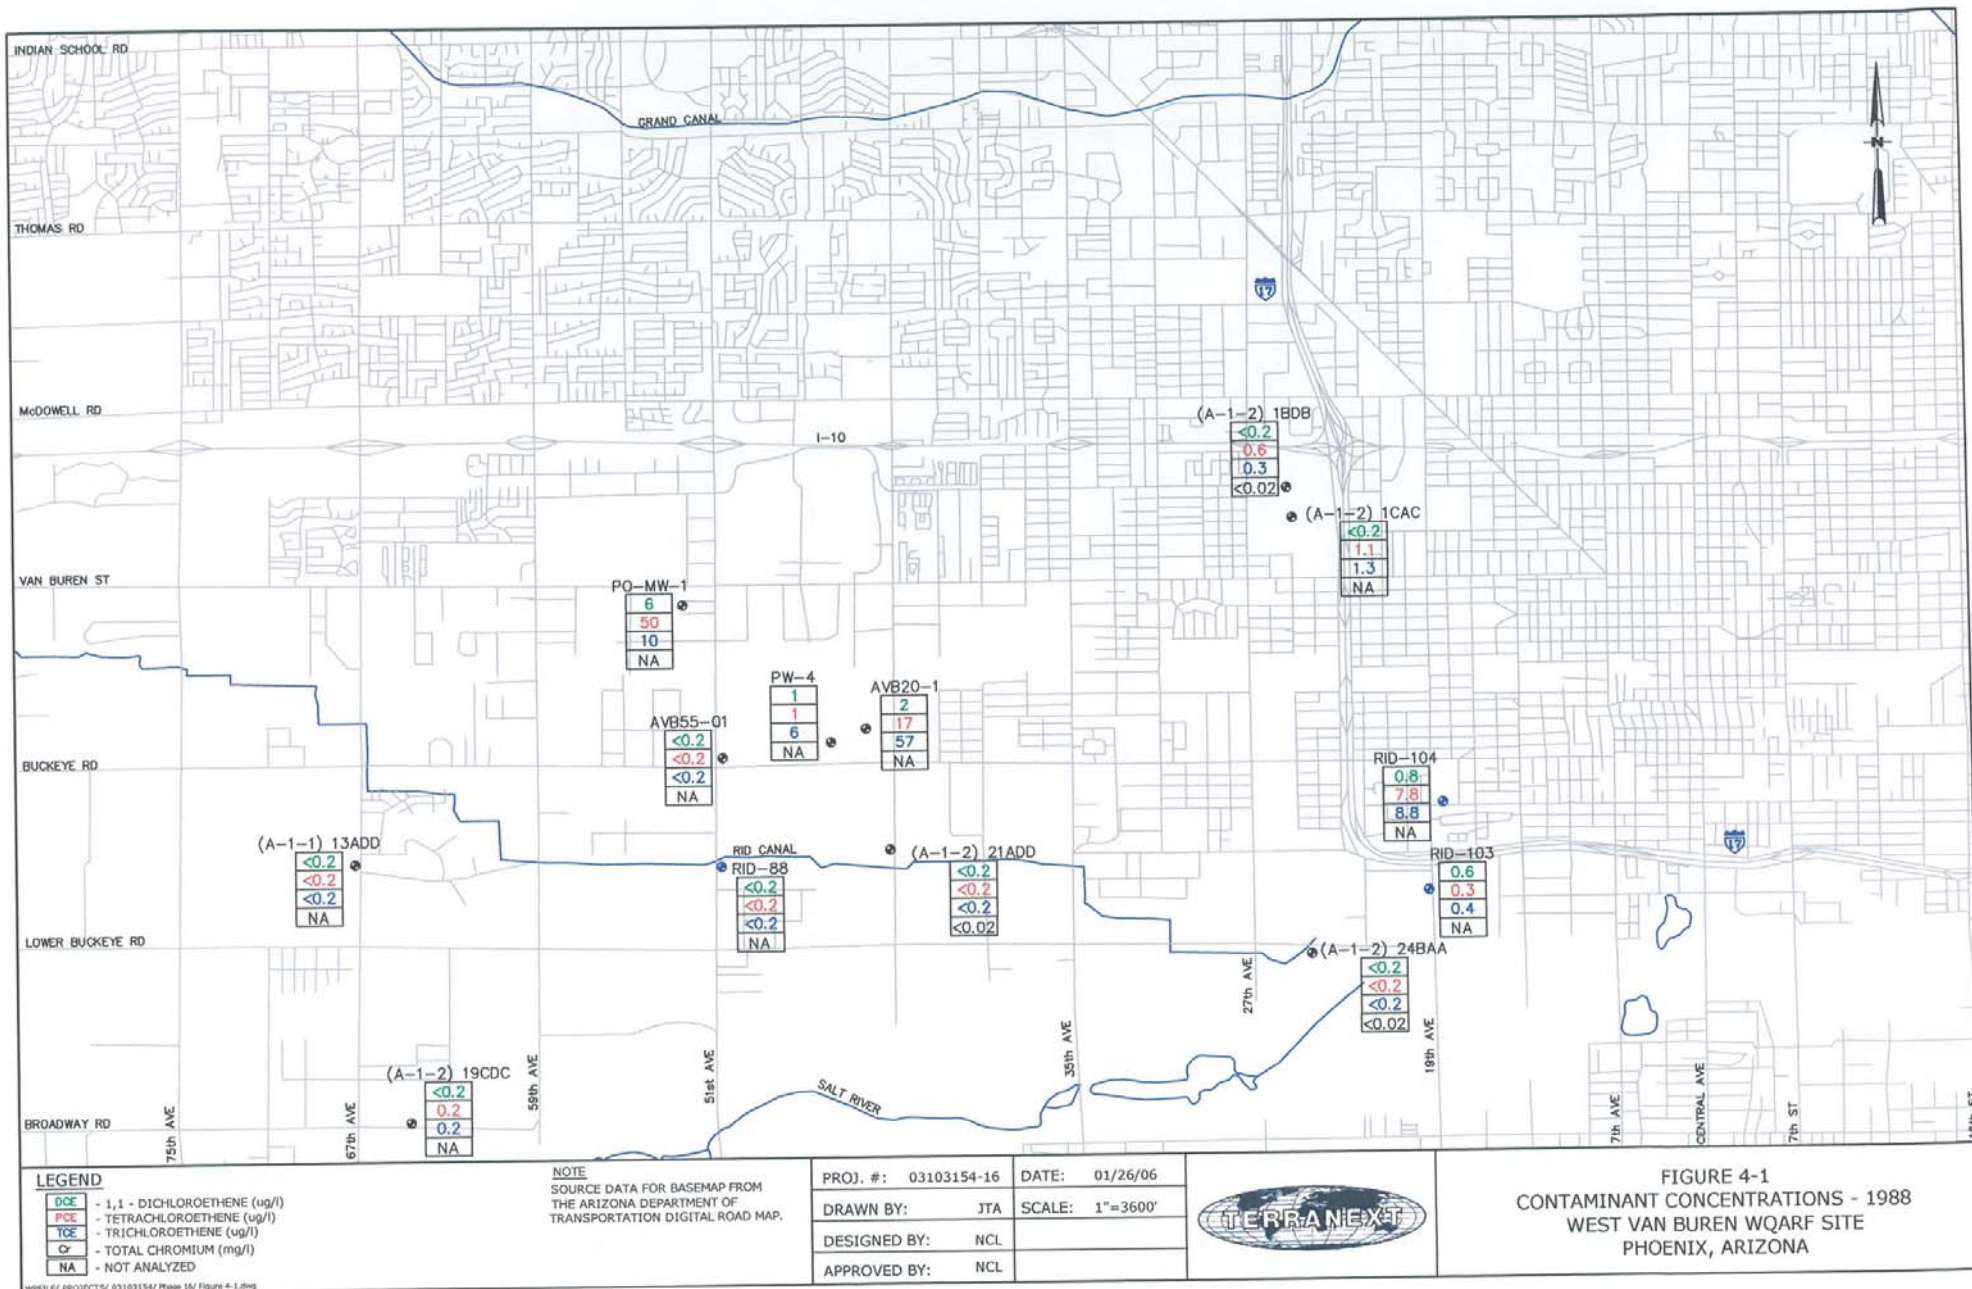 INDIAN SCHOOL RD
GRAND CANAL
N
THOMAS RD
17
McDOWELL RD
I-10
(A-1-2) 1BDB
<0.2
0.6
0.3
<0.02
(A-1-2) 1CAC
<0.2
1.1
1.3
NA
VAN BUREN ST
PO-MW-1
6
50
10
NA
PW-4
1
1
6
NA
AVB20-1
2
17
57
NA
AVB55-01
<0.2
<0.2
<0.2
NA
BUCKEYE RD
RID-104
0.8
7.8
8.8
NA
17
(A-1-1) 13ADD
<0.2
<0.2
<0.2
NA
RID CANAL
RID-88
<0.2
<0.2
<0.2
NA
(A-1-2) 21ADD
<0.2
<0.2
<0.2
<0.02
RID-103
0.6
0.3
0.4
NA
LOWER BUCKEYE RD
(A-1-2) 24BAA
<0.2
<0.2
<0.2
<0.02
(A-1-2) 19CDC
<0.2
0.2
0.2
NA
SALT RIVER
BROADWAY RD
75th AVE
67th AVE
59th AVE
51st AVE
35th AVE
27th AVE
19th AVE
7th AVE
CENTRAL AVE
7th ST
LEGEND
DCE - 1,1 - DICHLOROETHENE (ug/l)
PCE - TETRACHLOROETHENE (ug/l)
TCE - TRICHLOROETHENE (ug/l)
Cr - TOTAL CHROMIUM (mg/l)
NA - NOT ANALYZED
NOTE
SOURCE DATA FOR BASEMAP FROM
THE ARIZONA DEPARTMENT OF
TRANSPORTATION DIGITAL ROAD MAP.
PROJ. #: 03103154-16
DATE: 01/26/06
DRAWN BY: JTA
SCALE: 1"=3600'
DESIGNED BY: NCL
APPROVED BY: NCL
TERRANEXT
FIGURE 4-1
CONTAMINANT CONCENTRATIONS - 1988
WEST VAN BUREN WQARF SITE
PHOENIX, ARIZONA